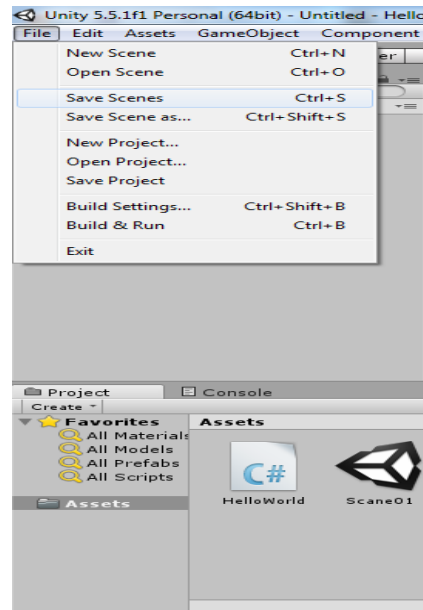 Unity 5.5.1f1 Personal (64bit) - Untitled - Hello
File Edit Assets GameObject Component
New Scene Ctrl+N
er
Open Scene Ctrl+O
Save Scenes Ctrl+S
Save Scene as... Ctrl+Shift+S
New Project...
Open Project...
Save Project
Build Settings... Ctrl+Shift+B
Build & Run Ctrl+B
Exit
Project Console
Create
Favorites Assets
All Materials
All Models
All Prefabs
All Scripts
C#
Assets
HelloWorld Scane01